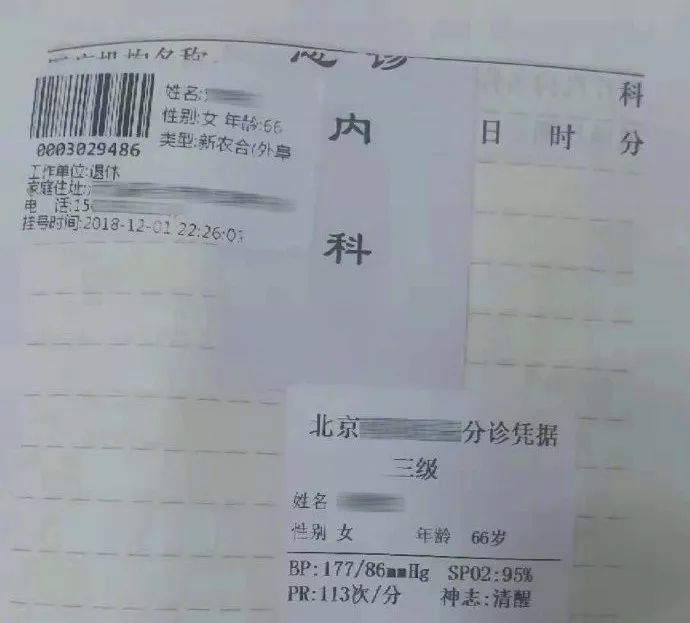 急诊
科
0003029486
姓名:
性别:女 年龄:66
类型:新农合(外阜
内
科
日 时 分
工作单位:退休
家庭住址:
电 话:15
挂号时间:2018-12-01 22:26:03
北京 分诊凭据
三级
姓名
性别 女 年龄 66岁
BP:177/86mmHg SPO2:95%
PR:113次/分 神志:清醒